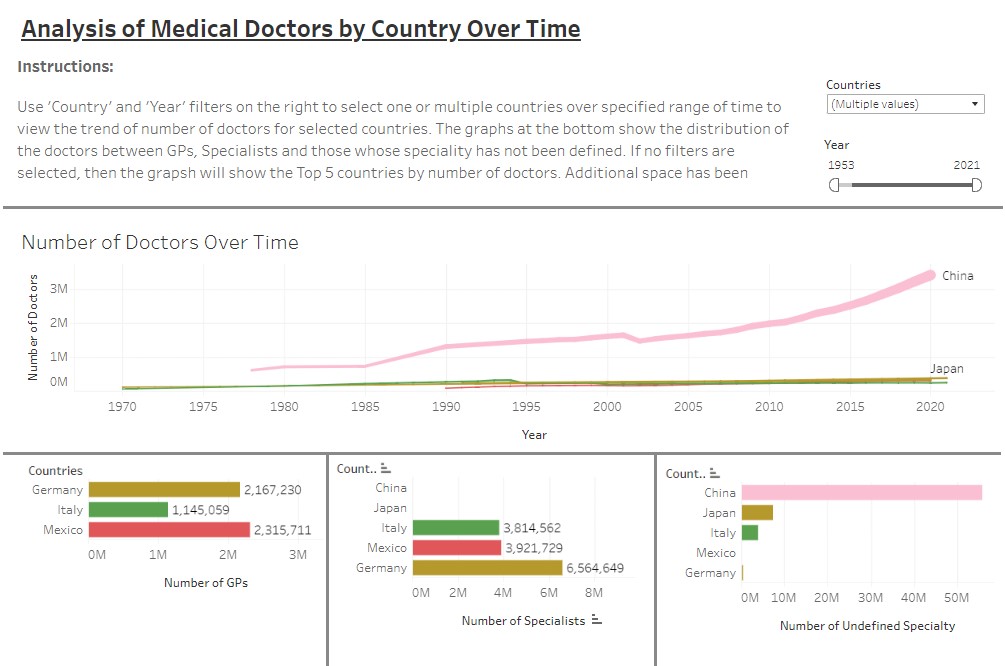 Analysis of Medical Doctors by Country Over Time
Instructions:
Use 'Country' and 'Year' filters on the right to select one or multiple countries over specified range of time to
view the trend of number of doctors for selected countries. The graphs at the bottom show the distribution of
the doctors between GPs, Specialists and those whose speciality has not been defined. If no filters are
selected, then the grapsh will show the Top 5 countries by number of doctors. Additional space has been
Countries
(Multiple values)
Year
1953 2021
Number of Doctors Over Time
Number of Doctors
3M
2M
1M
0M
China
Japan
1970 1975 1980 1985 1990 1995 2000 2005 2010 2015 2020
Year
Countries
Germany 2,167,230
Italy 1,145,059
Mexico 2,315,711
0M 1M 2M 3M
Number of GPs
Count..
China
Japan
Italy 3,814,562
Mexico 3,921,729
Germany 6,564,649
0M 2M 4M 6M 8M
Number of Specialists
Count..
China
Japan
Italy
Mexico
Germany
0M 10M 20M 30M 40M 50M
Number of Undefined Specialty